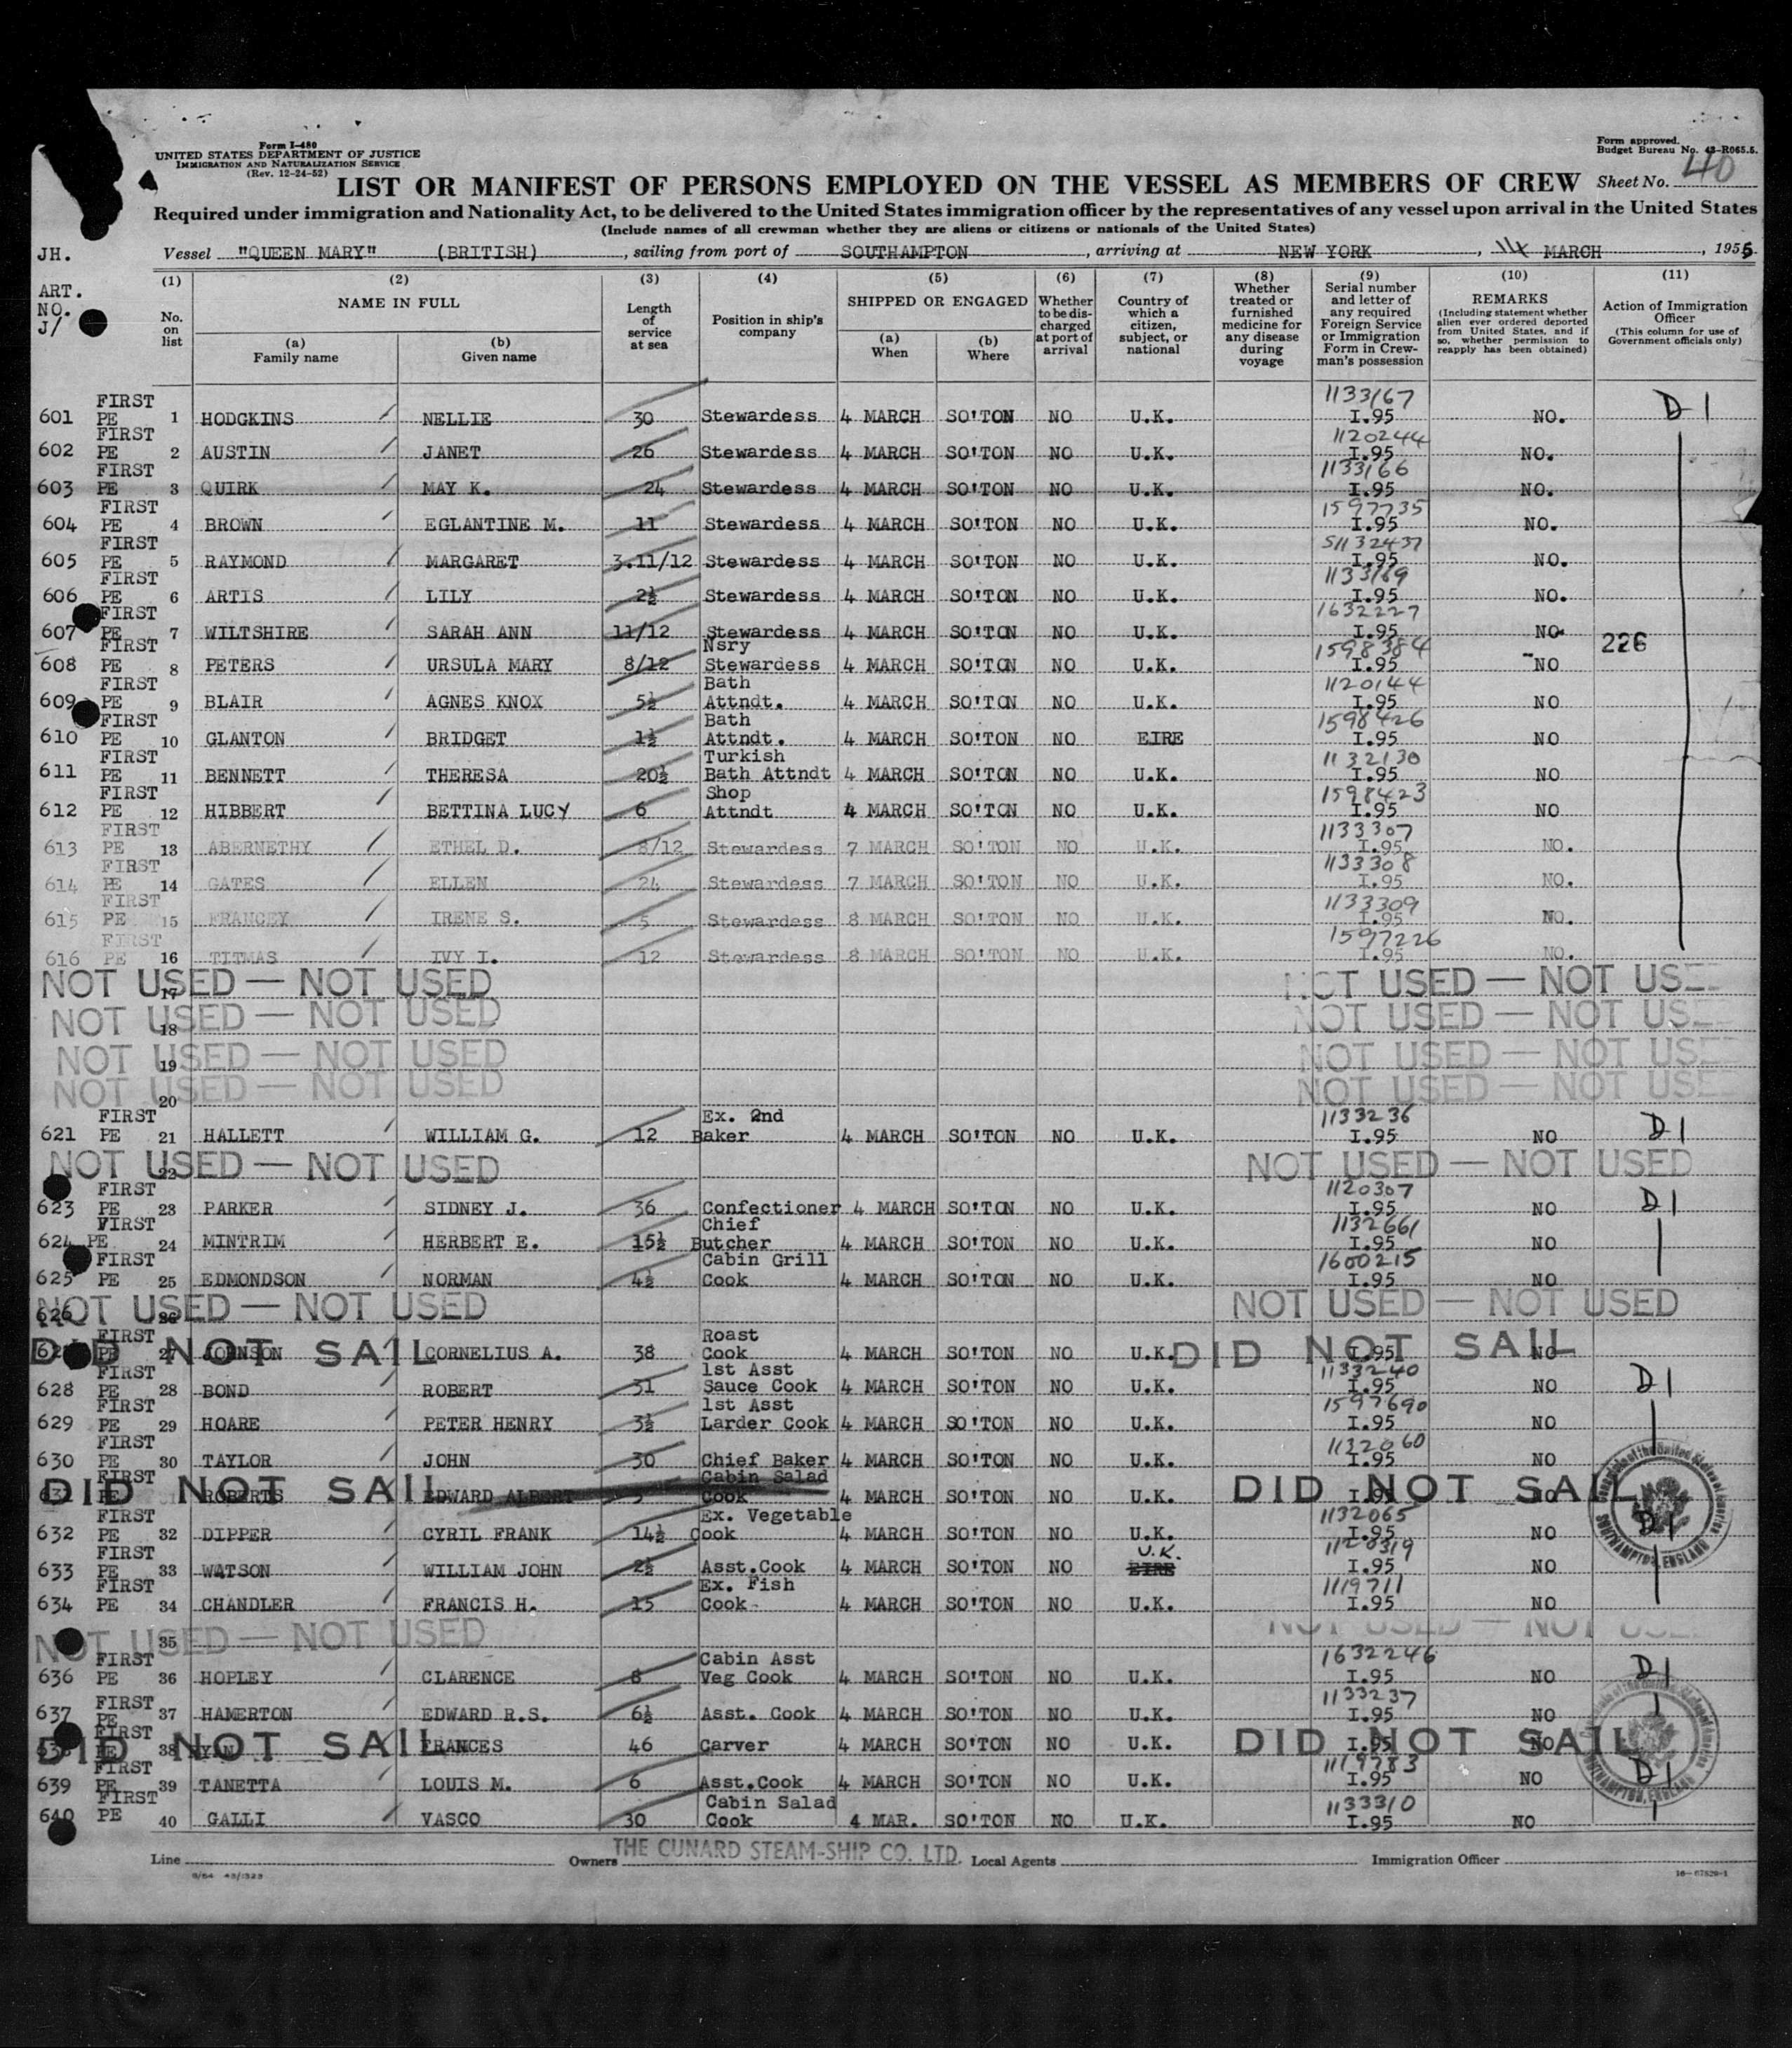 Form I-480
UNITED STATES DEPARTMENT OF JUSTICE
IMMIGRATION AND NATURALIZATION SERVICE
(Rev. 12-24-52)
Form approved.
Budget Bureau No. 43-R065.5.
LIST OR MANIFEST OF PERSONS EMPLOYED ON THE VESSEL AS MEMBERS OF CREW Sheet No. 40
Required under immigration and Nationality Act, to be delivered to the United States immigration officer by the representatives of any vessel upon arrival in the United States
(Include names of all crewman whether they are aliens or citizens or nationals of the United States)
JH. Vessel "QUEEN MARY" (BRITISH), sailing from port of SOUTHAMPTON, arriving at NEW YORK, MARCH, 1955
ART.
NO.
J/
(1) (2) (3) (4) (5) (6) (7) (8) (9) (10) (11)
No. on list
NAME IN FULL
(a) Family name
(b) Given name
Length of service at sea
Position in ship's company
SHIPPED OR ENGAGED
(a) When
(b) Where
Whether to be discharged at port of arrival
Country of which a citizen, subject, or national
Whether treated or furnished medicine for any disease during voyage
Serial number and letter of any required Foreign Service or Immigration Form in Crewman's possession
REMARKS
(Including statement whether alien ever ordered deported from United States, and if so, whether permission to reapply has been obtained)
Action of Immigration Officer
(This column for use of Government officials only)
FIRST 1133167
601 PE 1 HODGKINS NELLIE 30 Stewardess 4 MARCH SO'TON NO U.K. I.95 NO. D1
FIRST 1120244
602 PE 2 AUSTIN JANET 26 Stewardess 4 MARCH SO'TON NO U.K. I.95 NO.
FIRST 1133166
603 PE 3 QUIRK MAY K. 24 Stewardess 4 MARCH SO'TON NO U.K. I.95 NO.
FIRST 1597735
604 PE 4 BROWN EGLANTINE M. 11 Stewardess 4 MARCH SO'TON NO U.K. I.95 NO.
FIRST 51132437
605 PE 5 RAYMOND MARGARET 3.11/12 Stewardess 4 MARCH SO'TON NO U.K. I.95 NO.
FIRST 1133169
606 PE 6 ARTIS LILY 2½ Stewardess 4 MARCH SO'TON NO U.K. I.95 NO.
FIRST 1632227
607 PE 7 WILTSHIRE SARAH ANN 11/12 Stewardess 4 MARCH SO'TON NO U.K. I.95 NO. 226
FIRST Nsry 1598384
608 PE 8 PETERS URSULA MARY 8/12 Stewardess 4 MARCH SO'TON NO U.K. I.95 NO
FIRST Bath 1120144
609 PE 9 BLAIR AGNES KNOX 5½ Attndt. 4 MARCH SO'TON NO U.K. I.95 NO
FIRST Bath 1598426
610 PE 10 GLANTON BRIDGET 1½ Attndt. 4 MARCH SO'TON NO EIRE I.95 NO
FIRST Turkish 1132130
611 PE 11 BENNETT THERESA 20½ Bath Attndt 4 MARCH SO'TON NO U.K. I.95 NO
FIRST Shop 1598423
612 PE 12 HIBBERT BETTINA LUCY 6 Attndt 4 MARCH SO'TON NO U.K. I.95 NO
FIRST 1133307
613 PE 13 ABERNETHY ETHEL D. 8/12 Stewardess 7 MARCH SO'TON NO U.K. I.95 NO.
FIRST 1133308
614 PE 14 GATES ELLEN 24 Stewardess 7 MARCH SO'TON NO U.K. I.95 NO.
FIRST 1133309
615 PE 15 FRANCEY IRENE S. 5 Stewardess 8 MARCH SO'TON NO U.K. I.95 NO.
FIRST 1597226
616 PE 16 TITMAS IVY I. 12 Stewardess 8 MARCH SO'TON NO U.K. I.95 NO.
NOT USED — NOT USED 17 NOT USED — NOT USED
NOT USED — NOT USED 18 NOT USED — NOT USED
NOT USED — NOT USED 19 NOT USED — NOT USED
NOT USED — NOT USED 20 NOT USED — NOT USED
FIRST Ex. 2nd 1133236
621 PE 21 HALLETT WILLIAM G. 12 Baker 4 MARCH SO'TON NO U.K. I.95 NO D1
NOT USED — NOT USED 22 NOT USED — NOT USED
FIRST 1120307
623 PE 23 PARKER SIDNEY J. 36 Confectioner 4 MARCH SO'TON NO U.K. I.95 NO D1
FIRST Chief 1132661
624 PE 24 MINTRIM HERBERT E. 15½ Butcher 4 MARCH SO'TON NO U.K. I.95 NO
FIRST Cabin Grill 1600215
625 PE 25 EDMONDSON NORMAN 4½ Cook 4 MARCH SO'TON NO U.K. I.95 NO
626 NOT USED — NOT USED 26 NOT USED — NOT USED
FIRST Roast
DID NOT SAIL 27 JOHNSON CORNELIUS A. 38 Cook 4 MARCH SO'TON NO U.K. I.95 NO DID NOT SAIL
FIRST 1st Asst 1133240
628 PE 28 BOND ROBERT 31 Sauce Cook 4 MARCH SO'TON NO U.K. I.95 NO D1
FIRST 1st Asst 1597690
629 PE 29 HOARE PETER HENRY 3½ Larder Cook 4 MARCH SO'TON NO U.K. I.95 NO
FIRST 1132060
630 PE 30 TAYLOR JOHN 30 Chief Baker 4 MARCH SO'TON NO U.K. I.95 NO
FIRST Cabin Salad
DID NOT SAIL PE ROBERTS EDWARD ALBERT Cook 4 MARCH SO'TON NO U.K. I.95 NO DID NOT SAIL
FIRST Ex. Vegetable 1132065
632 PE 32 DIPPER CYRIL FRANK 14½ Cook 4 MARCH SO'TON NO U.K. I.95 NO D1
FIRST U.K.
633 PE 33 WATSON WILLIAM JOHN 2½ Asst.Cook 4 MARCH SO'TON NO EIRE I.95 NO
FIRST Ex. Fish 1119711
634 PE 34 CHANDLER FRANCIS H. 15 Cook 4 MARCH SO'TON NO U.K. I.95 NO
NOT USED — NOT USED 35 NOT USED — NOT USED
FIRST Cabin Asst 1632246
636 PE 36 HOPLEY CLARENCE 8 Veg Cook 4 MARCH SO'TON NO U.K. I.95 NO D1
FIRST 1133237
637 PE 37 HAMERTON EDWARD R.S. 6½ Asst. Cook 4 MARCH SO'TON NO U.K. I.95 NO
FIRST
DID NOT SAIL 38 FRANCES 46 Carver 4 MARCH SO'TON NO U.K. I.95 NO DID NOT SAIL
FIRST 1119783
639 PE 39 TANETTA LOUIS M. 6 Asst.Cook 4 MARCH SO'TON NO U.K. I.95 NO D1
FIRST Cabin Salad 1133310
640 PE 40 GALLI VASCO 30 Cook 4 MAR. SO'TON NO U.K. I.95 NO
Line Owners THE CUNARD STEAM-SHIP CO. LTD. Local Agents Immigration Officer
16—67529-1